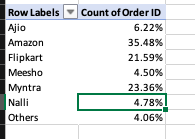 Row Labels Count of Order ID
Ajio 6.22%
Amazon 35.48%
Flipkart 21.59%
Meesho 4.50%
Myntra 23.36%
Nalli 4.78%
Others 4.06%